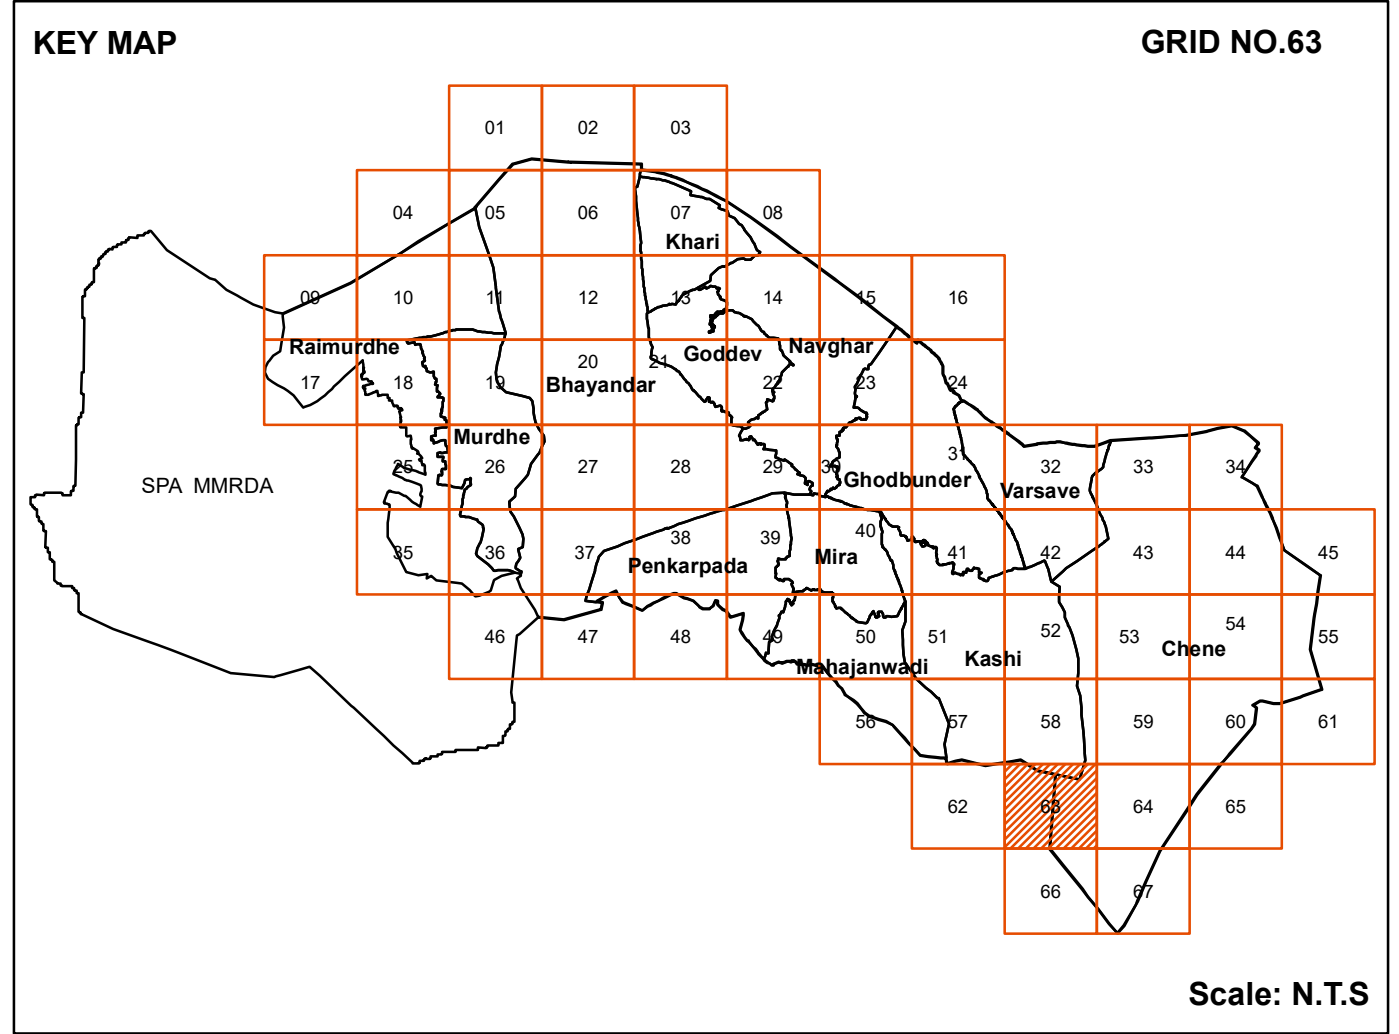 KEY MAP
GRID NO.63
01 02 03
04 05 06 07 08
Khari
09 10 11 12 13 14 15 16
Raimurdhe
Goddev
Navghar
17 18 19 20 21 22 23 24
Bhayandar
Murdhe
25 26 27 28 29 30 31 32 33 34
SPA MMRDA
Ghodbunder
Varsave
35 36 37 38 39 40 41 42 43 44 45
Penkarpada
Mira
46 47 48 49 50 51 52 53 54 55
Mahajanwadi
Kashi
Chene
56 57 58 59 60 61
62 63 64 65
66 67
Scale: N.T.S